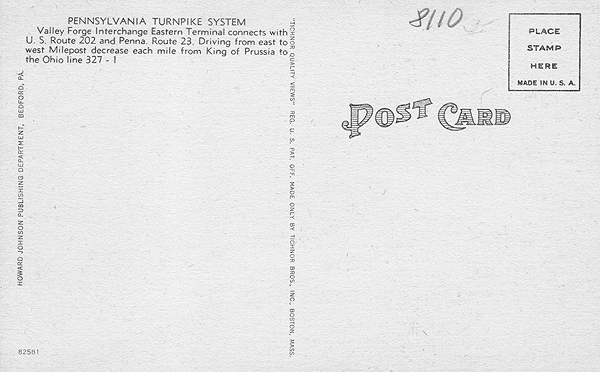 PENNSYLVANIA TURNPIKE SYSTEM
Valley Forge Interchange Eastern Terminal connects with
U. S. Route 202 and Penna. Route 23. Driving from east to
west Milepost decrease each mile from King of Prussia to
the Ohio line 327 - 1
HOWARD JOHNSON PUBLISHING DEPARTMENT, BEDFORD, PA.
82591
"TICHNOR QUALITY VIEWS" REG. U. S. PAT. OFF. MADE ONLY BY TICHNOR BROS., INC., BOSTON, MASS.
8110
POST CARD
PLACE
STAMP
HERE
MADE IN U. S. A.